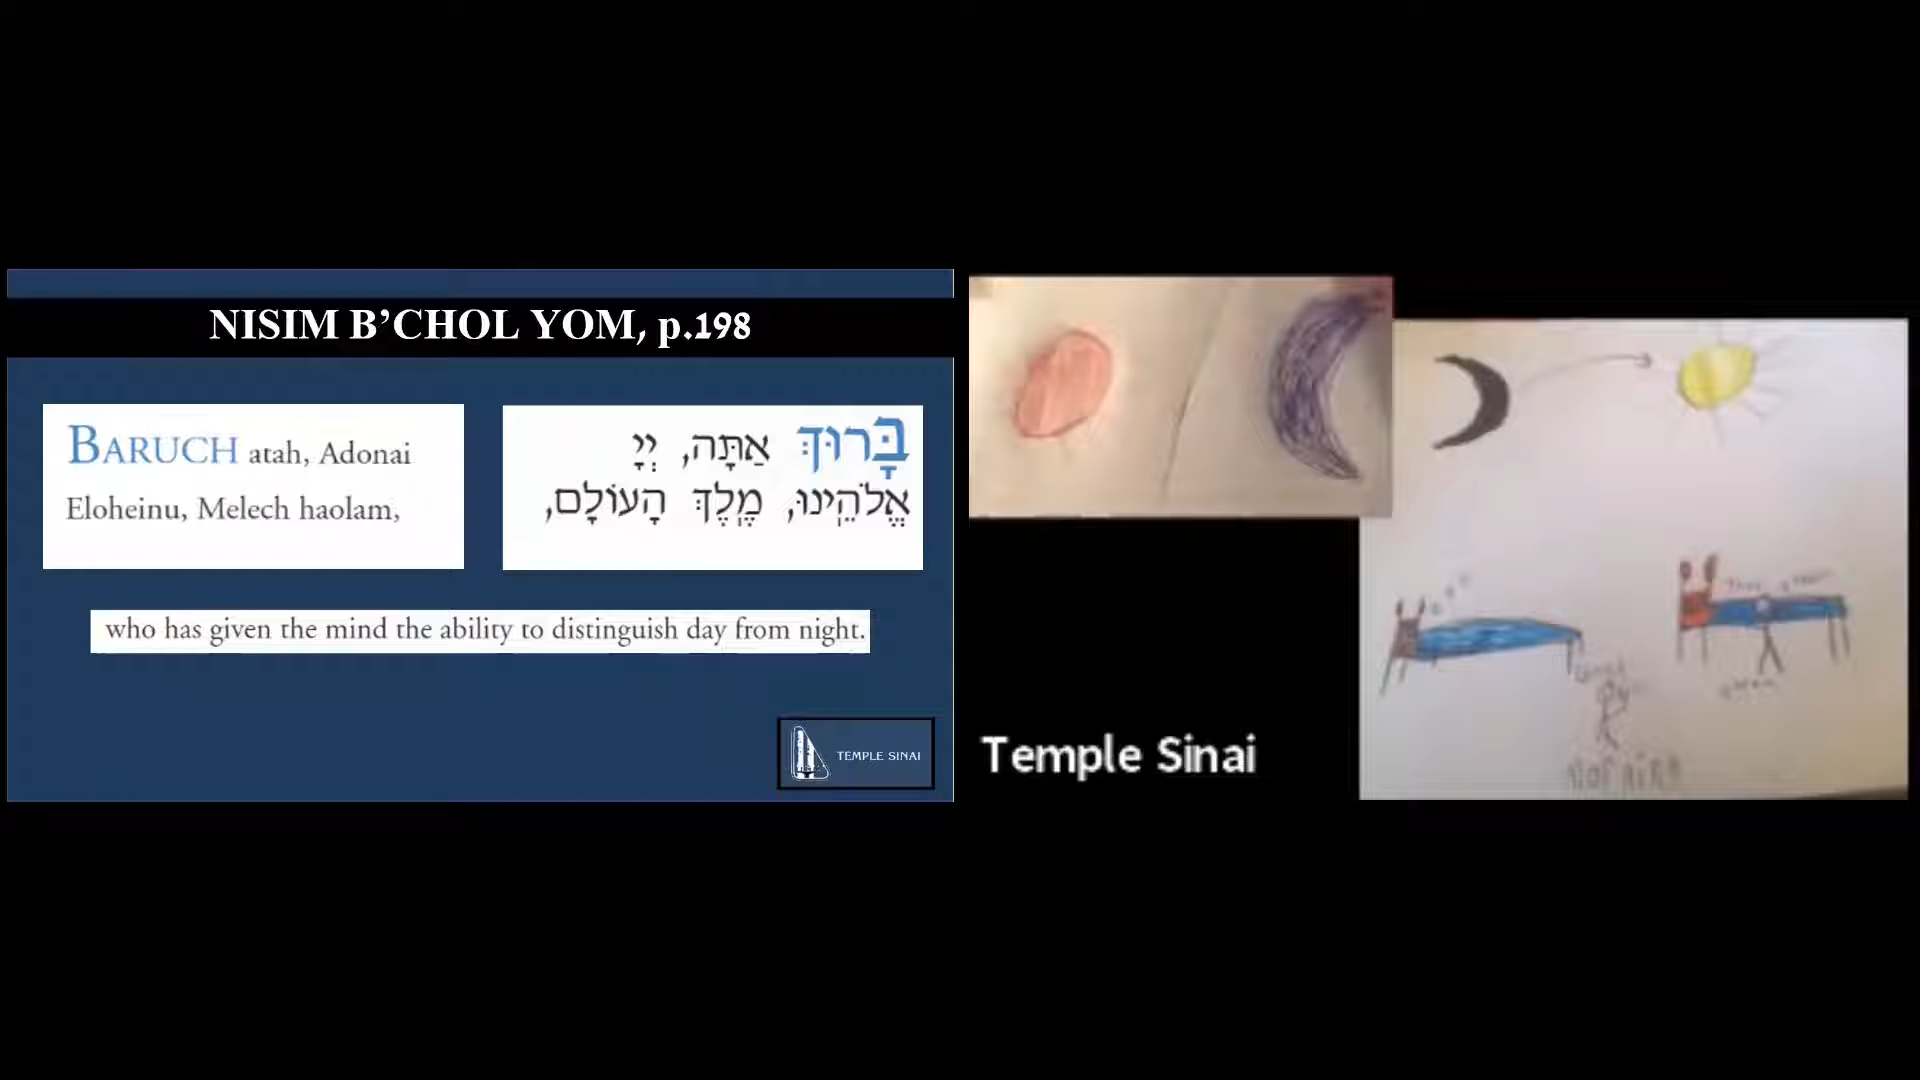 NISIM B’CHOL YOM, p.198
BARUCH atah, Adonai
Eloheinu, Melech haolam,
בָּרוּךְ אַתָּה, יְיָ
אֱלֹהֵֽינוּ, מֶֽלֶךְ הָעוֹלָם,
who has given the mind the ability to distinguish day from night.
TEMPLE SINAI
Temple Sinai